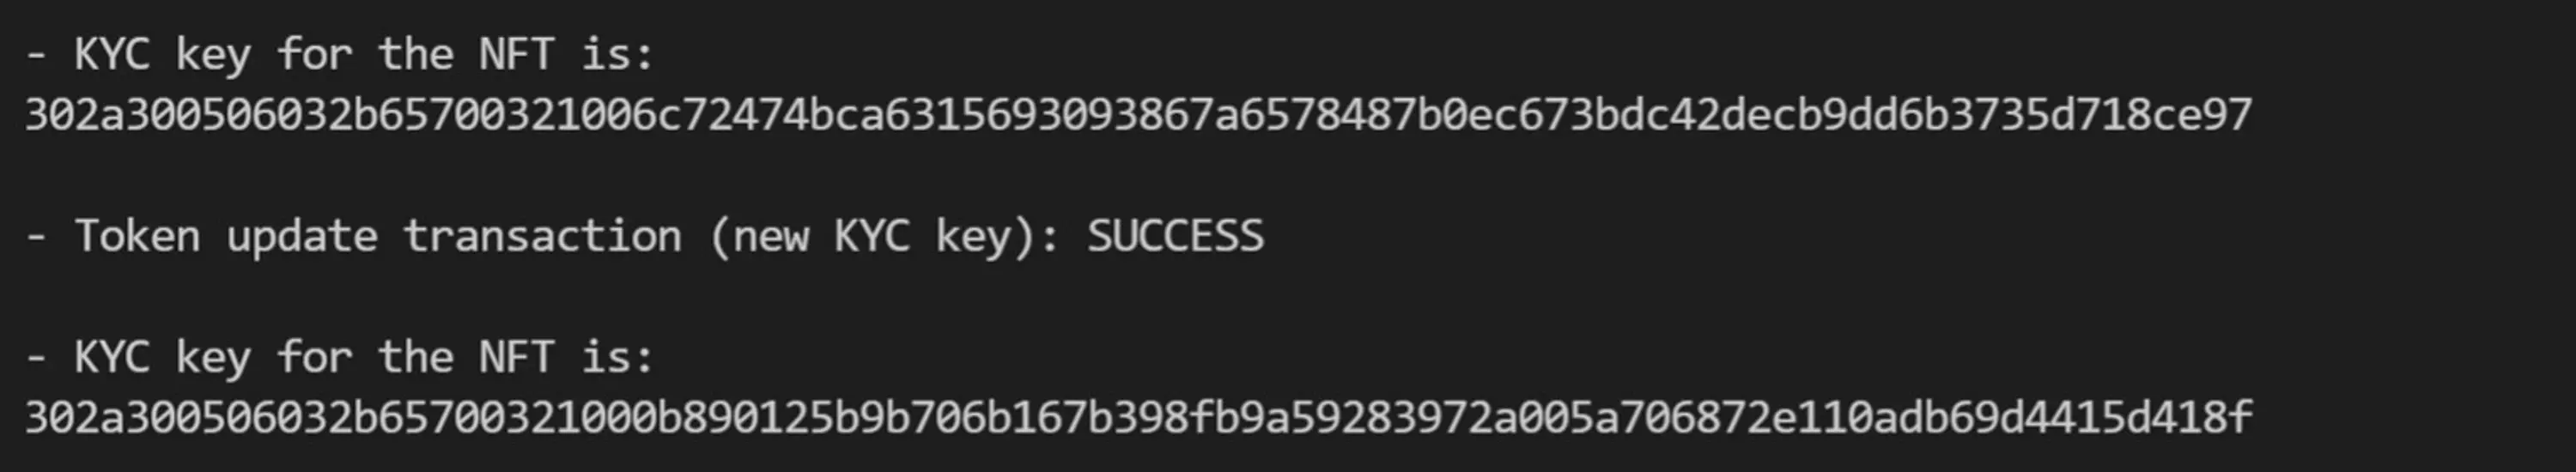 - KYC key for the NFT is:
302a300506032b65700321006c72474bca6315693093867a6578487b0ec673bdc42decb9dd6b3735d718ce97
- Token update transaction (new KYC key): SUCCESS
- KYC key for the NFT is:
302a300506032b65700321000b890125b9b706b167b398fb9a59283972a005a706872e110adb69d4415d418f